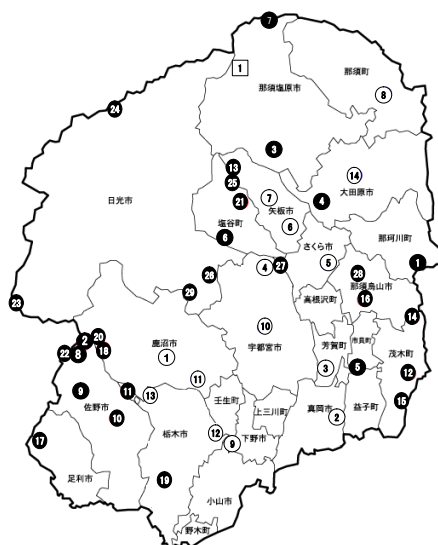 7
1
那須町
8
那須塩原市
24
3
13
14
大田原市
25
7
日光市
21
矢板市
4
塩谷町
6
那珂川町
6
さくら市
4
27
5
1
26
28
那須烏山市
29
高根沢町
16
23
14
10
宇都宮市
2
20
鹿沼市
芳賀町
市貝町
22
8
18
1
茂木町
3
5
12
11
9
11
13
壬生町
佐野市
上三川町
真岡市
益子町
15
10
栃木市
2
17
12
9
下野市
足利市
19
小山市
野木町